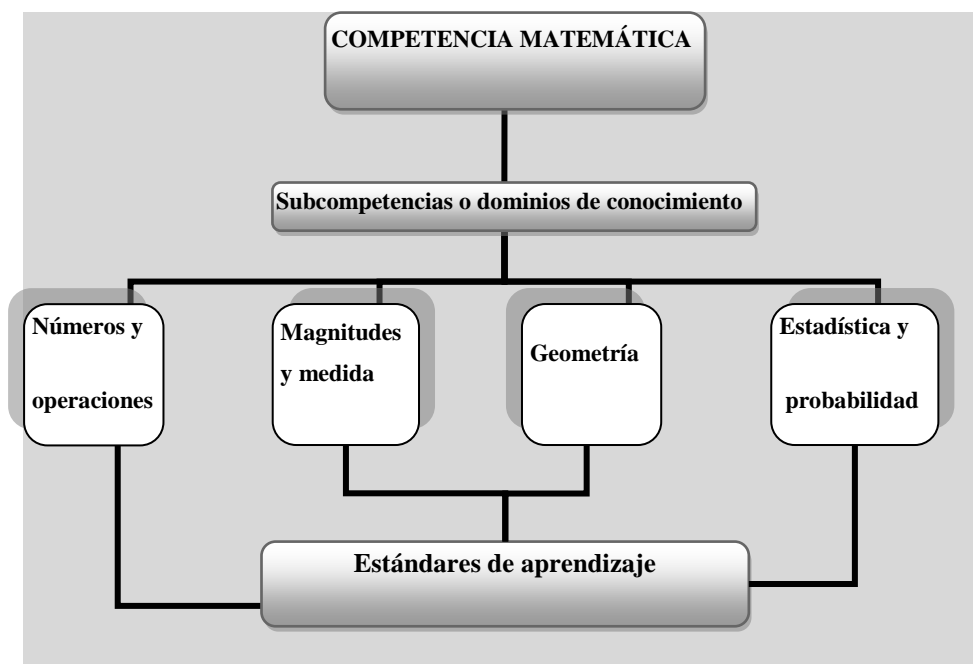 COMPETENCIA MATEMÁTICA
Subcompetencias o dominios de conocimiento
Números y
operaciones
Magnitudes
y medida
Geometría
Estadística y
probabilidad
Estándares de aprendizaje